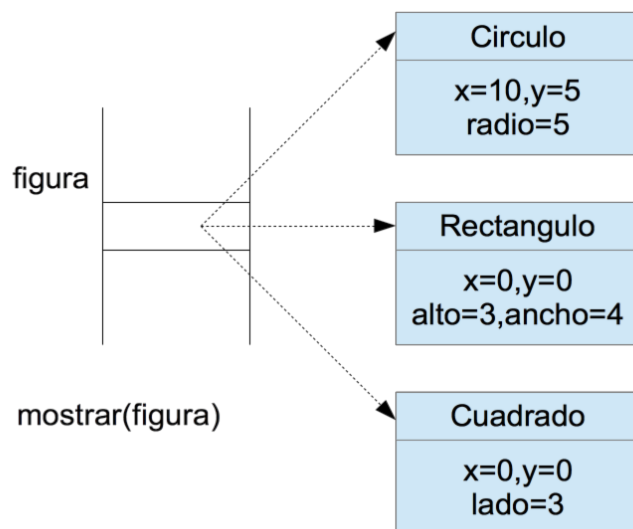 figura
mostrar(figura)
Circulo
x=10,y=5
radio=5
Rectangulo
x=0,y=0
alto=3,ancho=4
Cuadrado
x=0,y=0
lado=3